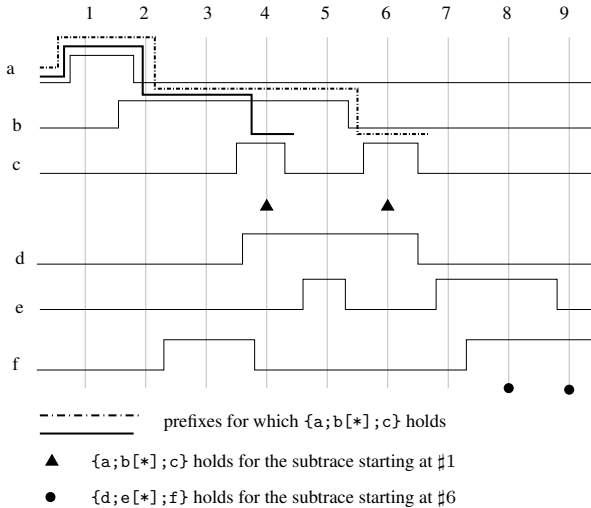 1 2 3 4 5 6 7 8 9
a
b
c
d
e
f
prefixes for which {a;b[*];c} holds
{a;b[*];c} holds for the subtrace starting at ♯1
{d;e[*];f} holds for the subtrace starting at ♯6